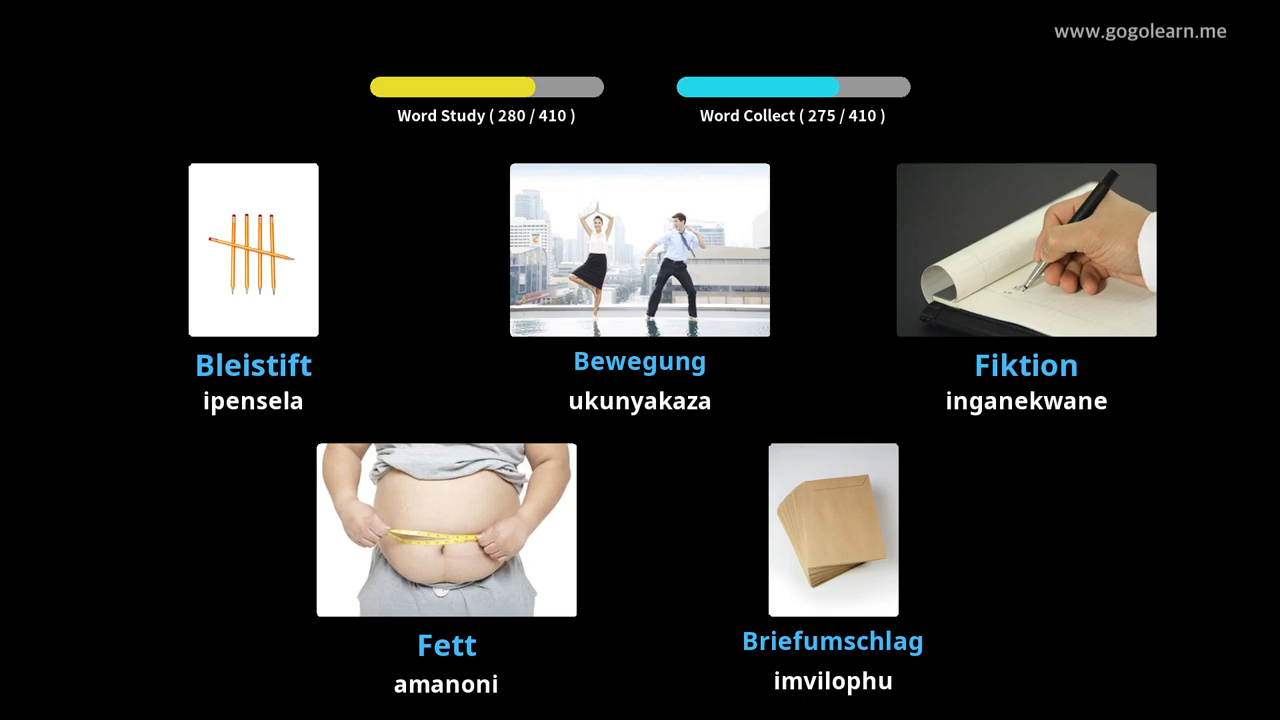 www.gogolearn.me
Word Study ( 280 / 410 )
Word Collect ( 275 / 410 )
Bleistift
ipensela
Bewegung
ukunyakaza
Fiktion
inganekwane
Fett
amanoni
Briefumschlag
imvilophu